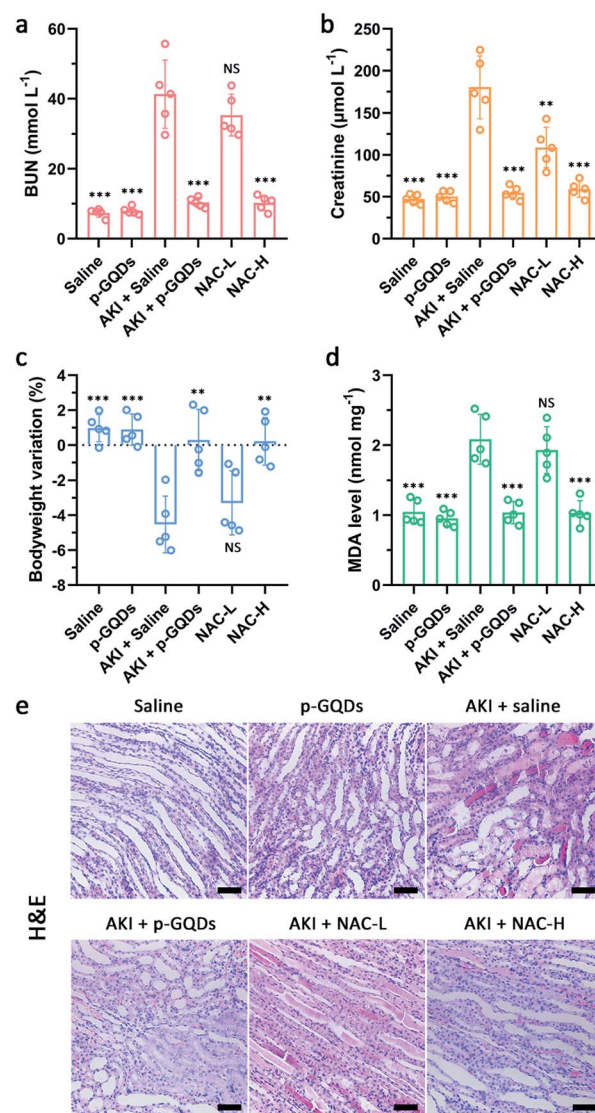 a
BUN (mmol L⁻¹)
60
40
20
0
***
***
***
NS
***
Saline
p-GQDs
AKI + Saline
AKI + p-GQDs
NAC-L
NAC-H
b
Creatinine (µmol L⁻¹)
250
200
150
100
50
0
***
***
***
**
***
Saline
p-GQDs
AKI + Saline
AKI + p-GQDs
NAC-L
NAC-H
c
Bodyweight variation (%)
4
2
0
-2
-4
-6
-8
***
***
**
NS
**
Saline
p-GQDs
AKI + Saline
AKI + p-GQDs
NAC-L
NAC-H
d
MDA level (nmol mg⁻¹)
3
2
1
0
***
***
***
NS
***
Saline
p-GQDs
AKI + Saline
AKI + p-GQDs
NAC-L
NAC-H
e
H&E
Saline
p-GQDs
AKI + saline
AKI + p-GQDs
AKI + NAC-L
AKI + NAC-H